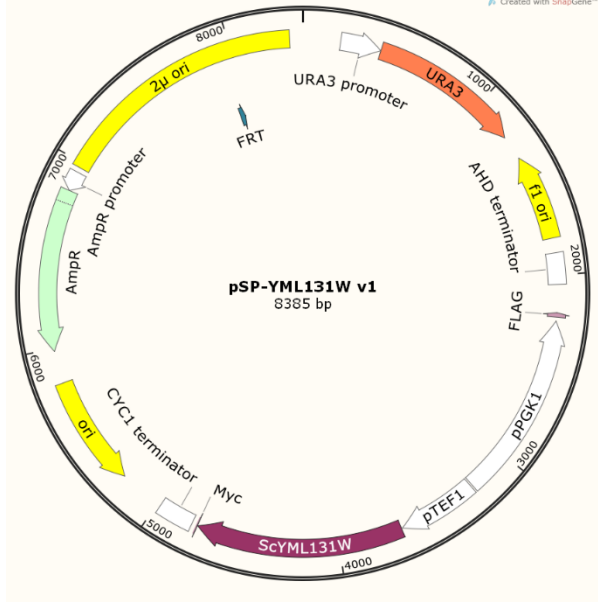 Created with SnapGene
8000
URA3 promoter
URA3
1000
2μ ori
FRT
7000
AmpR promoter
AmpR
AHD terminator
f1 ori
2000
pSP-YML131W v1
8385 bp
FLAG
6000
pPGK1
3000
ori
CYC1 terminator
Myc
pTEF1
5000
ScYML131W
4000